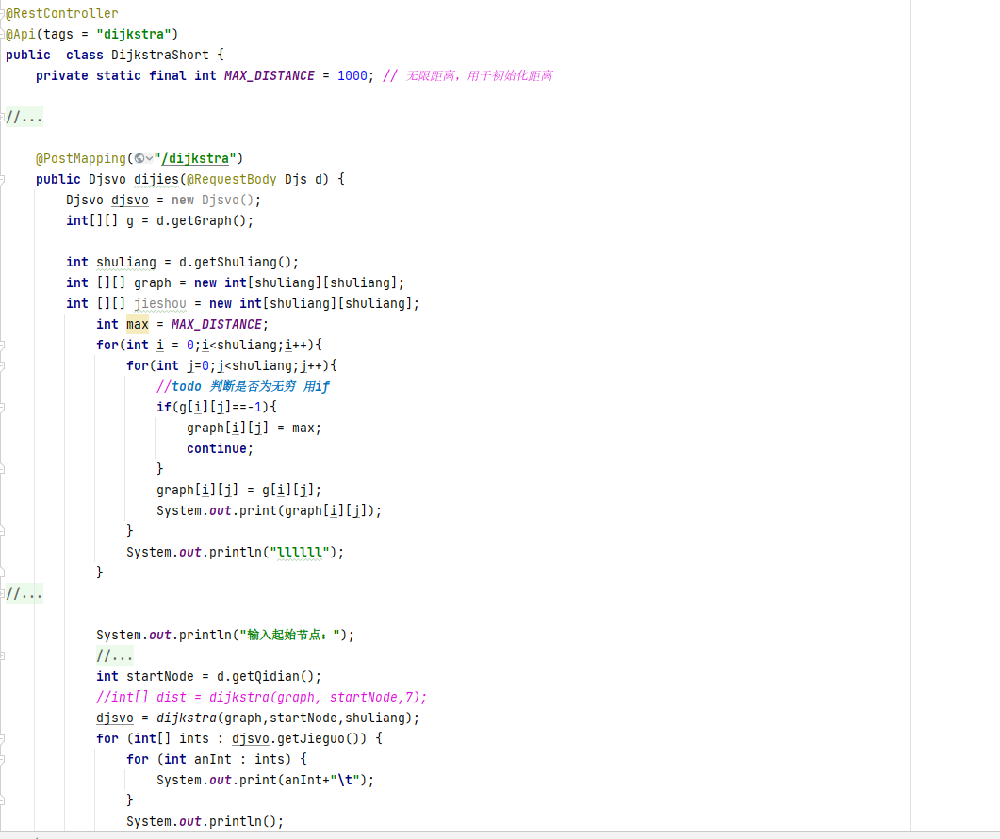 @RestController
@Api(tags = "dijkstra")
public  class DijkstraShort {
    private static final int MAX_DISTANCE = 1000; // 无限距离，用于初始化距离
//...
    @PostMapping("/dijkstra")
    public Djsvo dijies(@RequestBody Djs d) {
        Djsvo djsvo = new Djsvo();
        int[][] g = d.getGraph();
        int shuliang = d.getShuliang();
        int [][] graph = new int[shuliang][shuliang];
        int [][] jieshou = new int[shuliang][shuliang];
            int max = MAX_DISTANCE;
            for(int i = 0;i<shuliang;i++){
                for(int j=0;j<shuliang;j++){
                    //todo 判断是否为无穷 用if
                    if(g[i][j]==-1){
                        graph[i][j] = max;
                        continue;
                    }
                    graph[i][j] = g[i][j];
                    System.out.print(graph[i][j]);
                }
                System.out.println("llllll");
            }
//...
            System.out.println("输入起始节点：");
            //...
            int startNode = d.getQidian();
            //int[] dist = dijkstra(graph, startNode,7);
            djsvo = dijkstra(graph,startNode,shuliang);
            for (int[] ints : djsvo.getJieguo()) {
                for (int anInt : ints) {
                    System.out.print(anInt+"\t");
                }
                System.out.println();